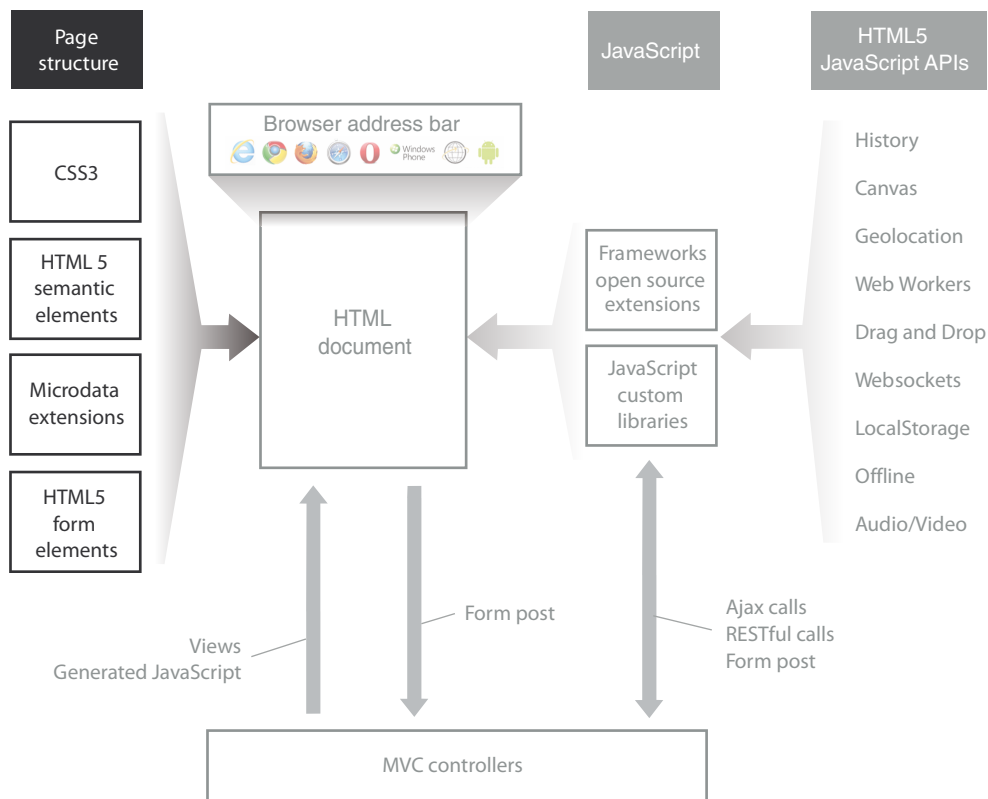 Page
structure
JavaScript
HTML5
JavaScript APIs
Browser address bar
Windows
Phone
CSS3
HTML 5
semantic
elements
Microdata
extensions
HTML5
form
elements
HTML
document
Frameworks
open source
extensions
JavaScript
custom
libraries
History
Canvas
Geolocation
Web Workers
Drag and Drop
Websockets
LocalStorage
Offline
Audio/Video
Views
Generated JavaScript
Form post
Ajax calls
RESTful calls
Form post
MVC controllers